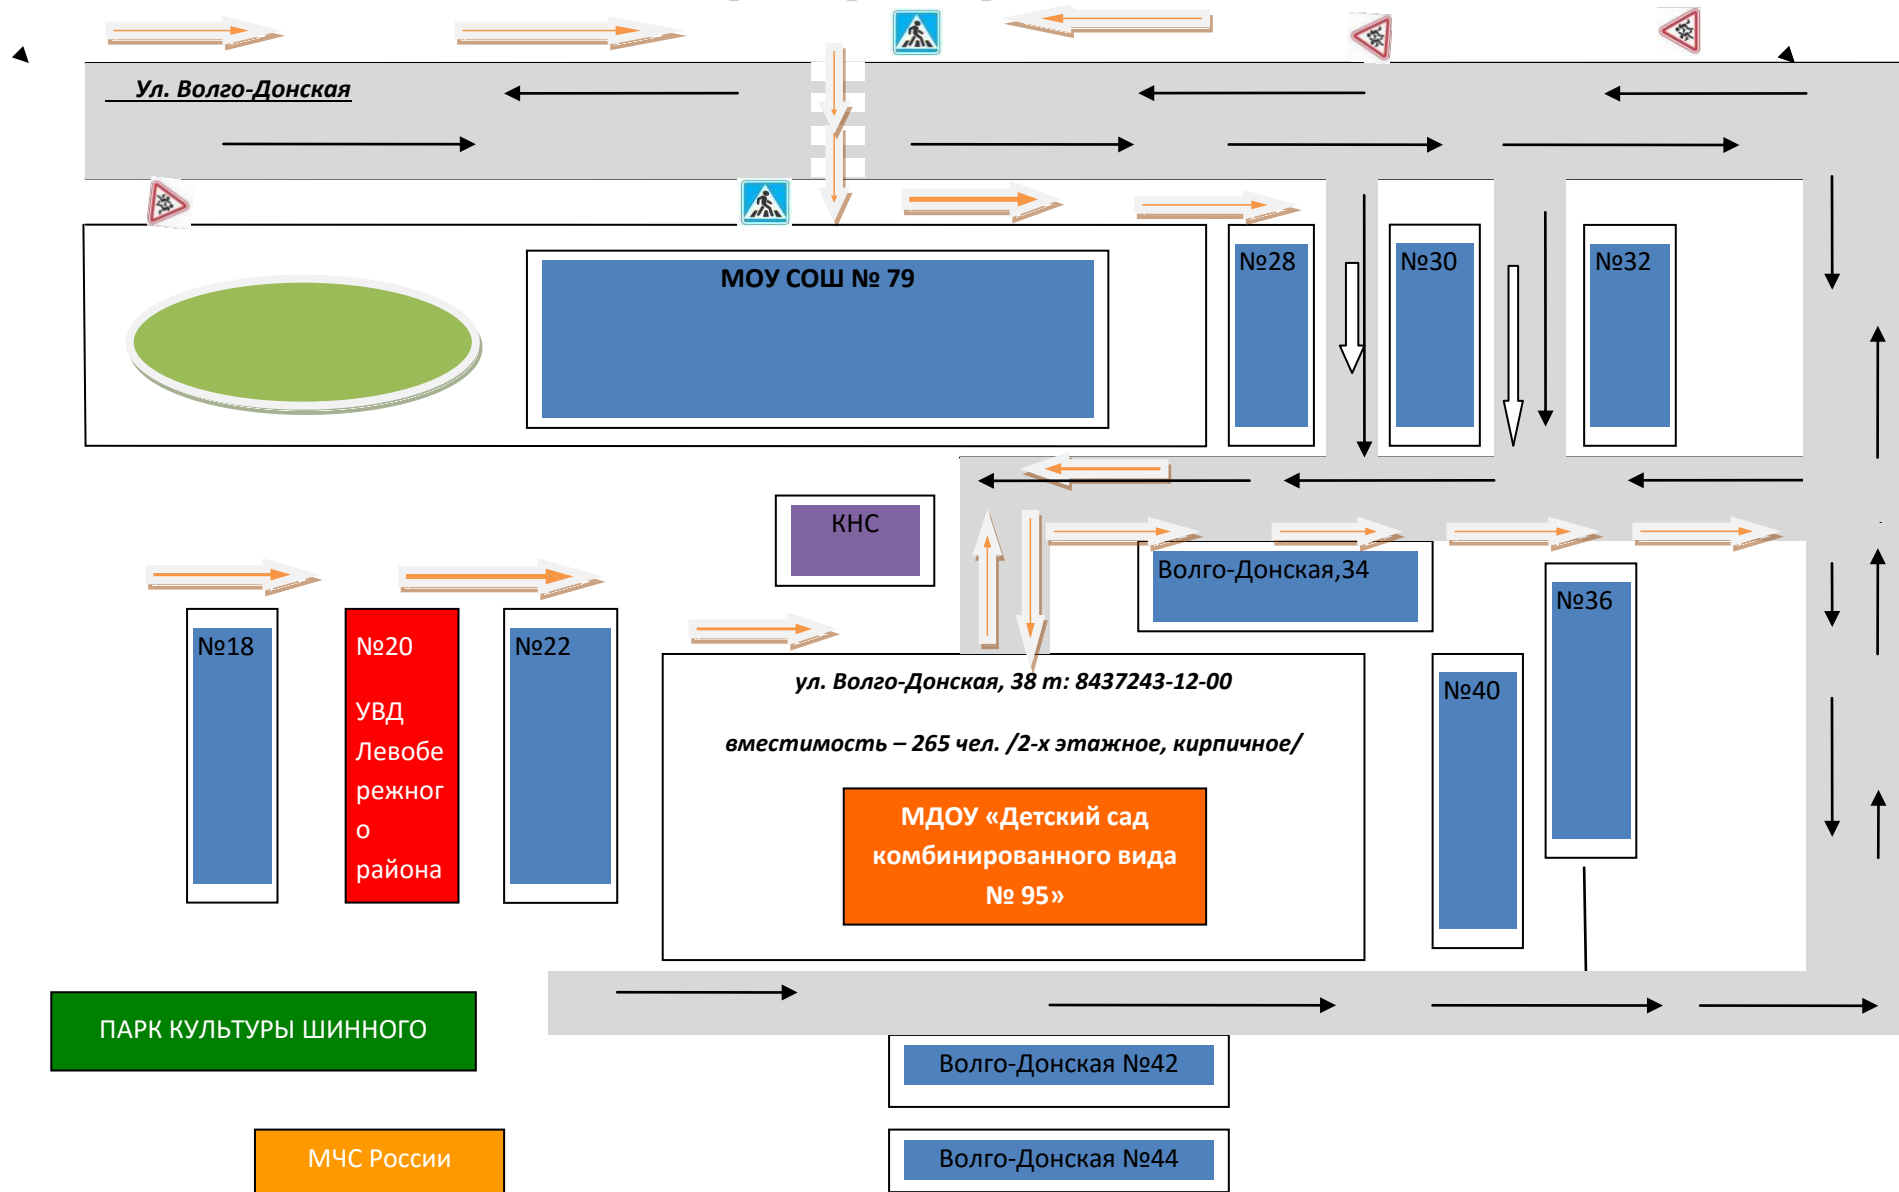 Ул. Волго-Донская
МОУ СОШ № 79
№28
№30
№32
КНС
Волго-Донская,34
№36
№18
№20
УВД
Левобе
режног
о
района
№22
ул. Волго-Донская, 38 т: 8437243-12-00
вместимость – 265 чел. /2-х этажное, кирпичное/
№40
МДОУ «Детский сад
комбинированного вида
№ 95»
ПАРК КУЛЬТУРЫ ШИННОГО
Волго-Донская №42
МЧС России
Волго-Донская №44